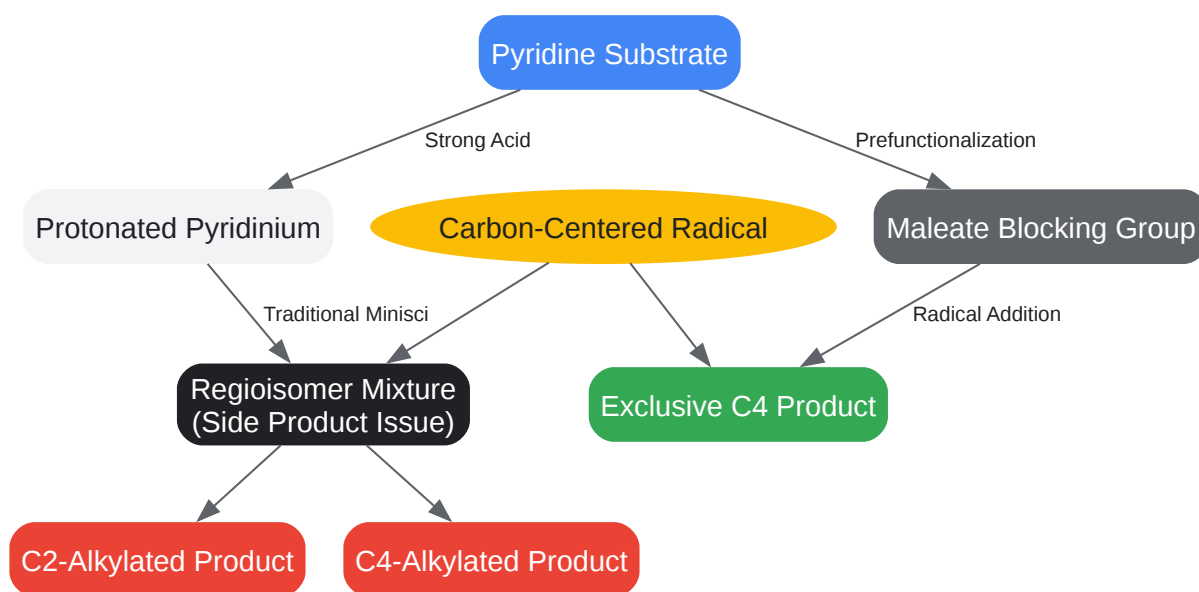 Pyridine Substrate
Strong Acid
Prefunctionalization
Protonated Pyridinium
Carbon-Centered Radical
Maleate Blocking Group
Traditional Minisci
Radical Addition
Regioisomer Mixture
(Side Product Issue)
Exclusive C4 Product
C2-Alkylated Product
C4-Alkylated Product